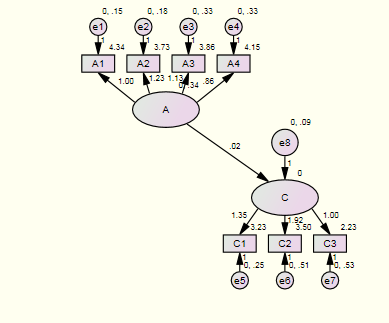 0, .15 0, .18 0, .33 0, .33
e1 e2 e3 e4
1 1 1 1
4.34 3.73 3.86 4.15
A1 A2 A3 A4
1.00 1.23 1.13 .86
0, .34
A
.02
0, .09
e8
1
0
C
1.35 1.92 1.00
3.23 3.50 2.23
C1 C2 C3
1 1 1
0, .25 0, .51 0, .53
e5 e6 e7